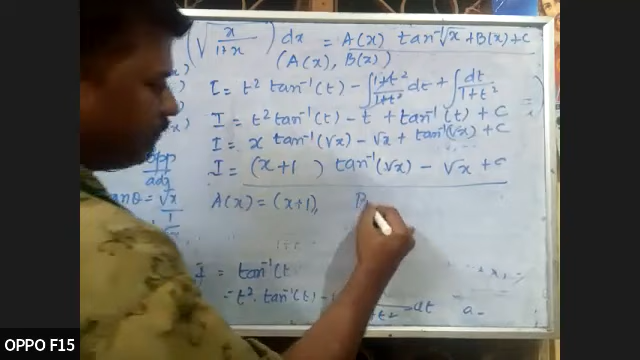 (√x/1+x) dx = A(x) tan⁻¹√x + B(x) + C
(A(x), B(x))
I = t² tan⁻¹(t) - ∫1+t²/1+t² dt + ∫dt/1+t²
I = t² tan⁻¹(t) - t + tan⁻¹(t) + C
I = x tan⁻¹(√x) - √x + tan⁻¹(√x) + C
I = (x+1) tan⁻¹(√x) - √x + C
opp
adj
anθ = √x
A(x) = (x+1),
I = tan⁻¹(t
= t². tan⁻¹(t) -
dt
OPPO F15